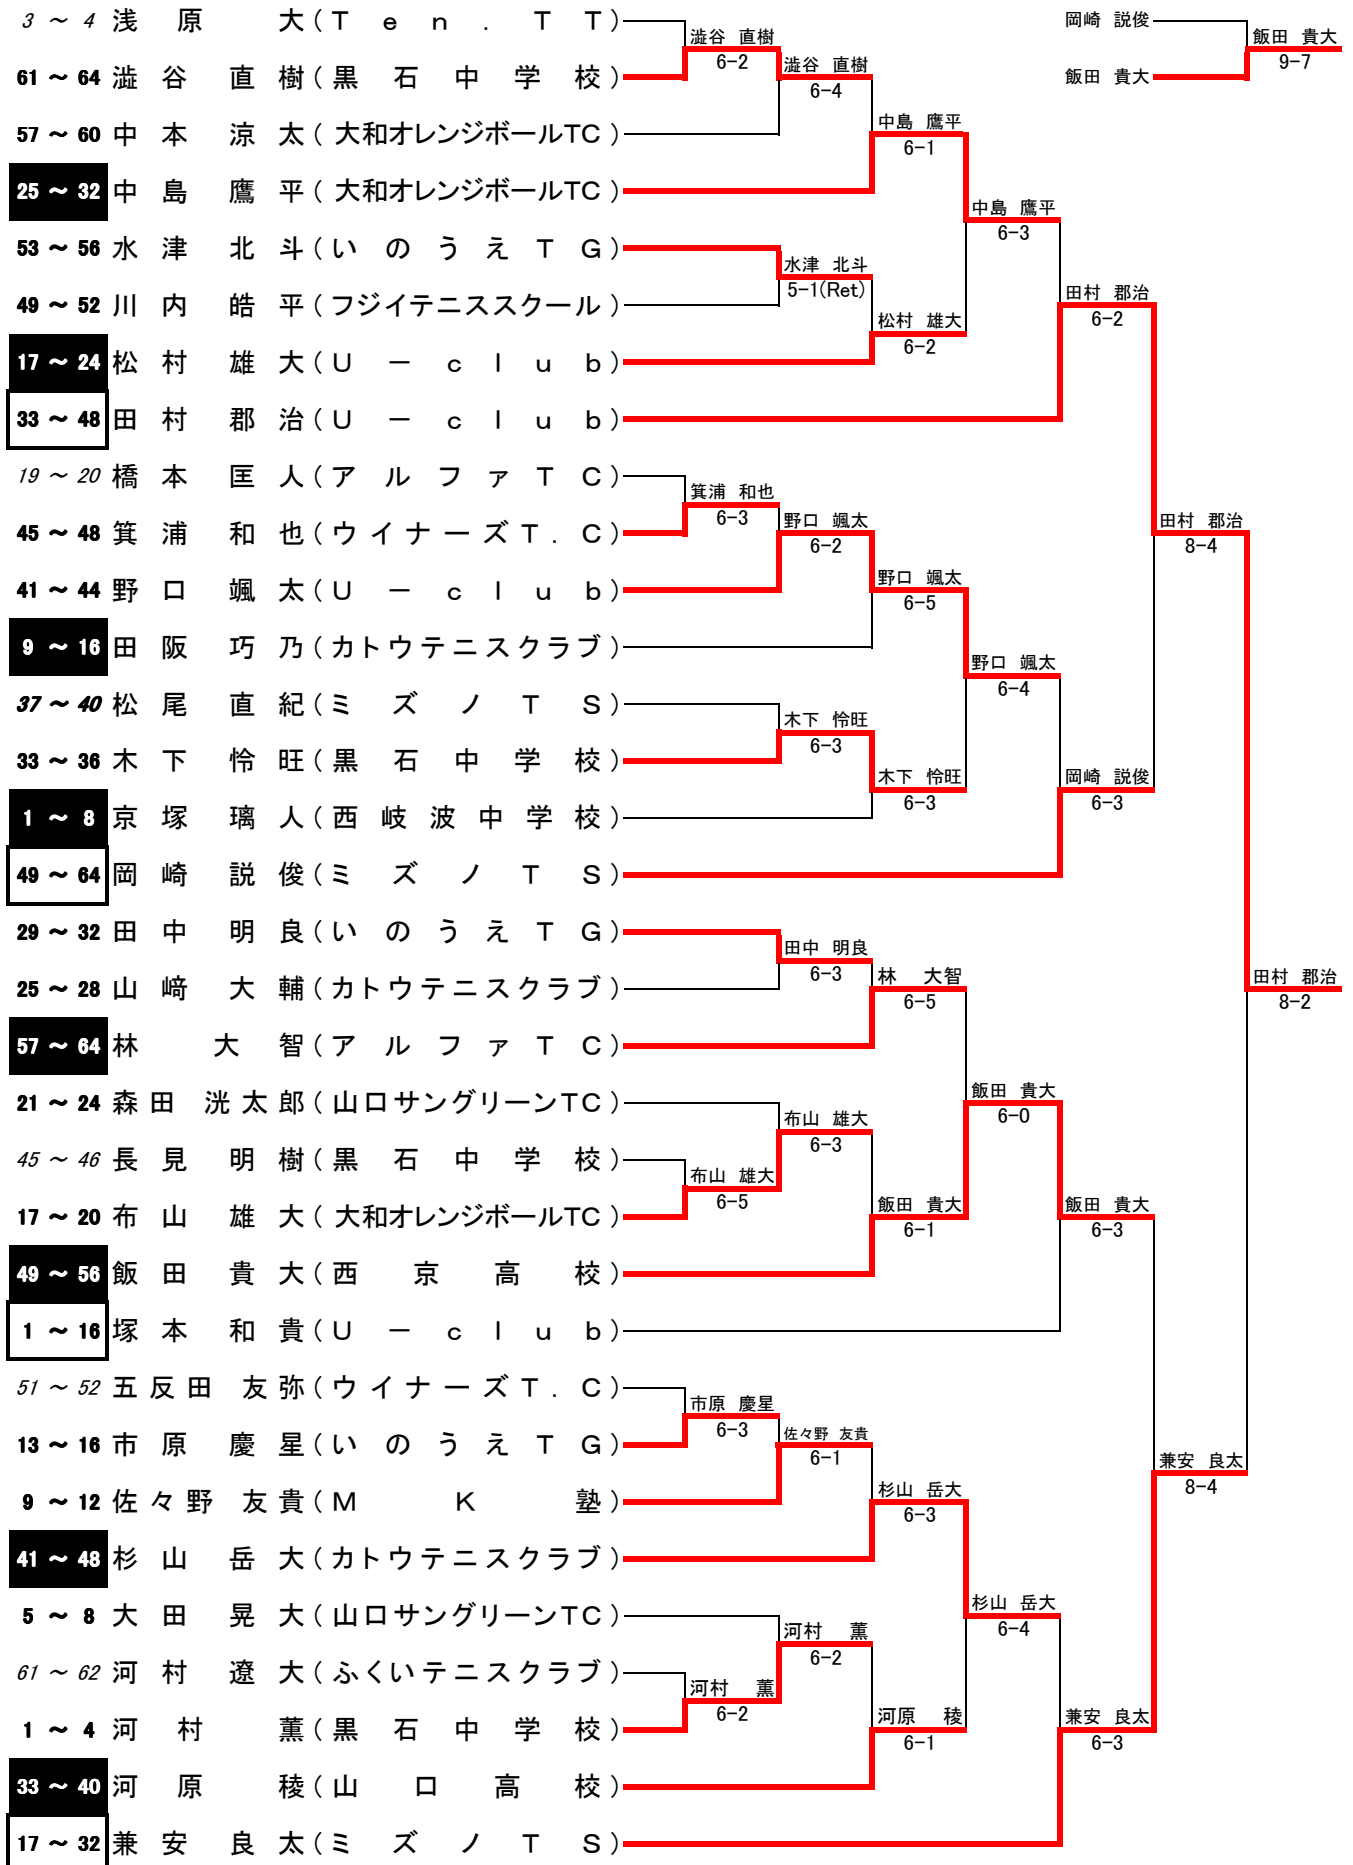 3 ～ 4 浅原 大(Ten.TT)
61 ～ 64 澁谷 直樹(黒石中学校)
57 ～ 60 中本 涼太(大和オレンジボールTC)
25 ～ 32 中島 鷹平(大和オレンジボールTC)
53 ～ 56 水津 北斗(いのうえTG)
49 ～ 52 川内 皓平(フジイテニススクール)
17 ～ 24 松村 雄大(U－club)
33 ～ 48 田村 郡治(U－club)
19 ～ 20 橋本 匡人(アルファTC)
45 ～ 48 箕浦 和也(ウイナーズT.C)
41 ～ 44 野口 颯太(U－club)
9 ～ 16 田阪 巧乃(カトウテニスクラブ)
37 ～ 40 松尾 直紀(ミズノTS)
33 ～ 36 木下 怜旺(黒石中学校)
1 ～ 8 京塚 璃人(西岐波中学校)
49 ～ 64 岡崎 説俊(ミズノTS)
29 ～ 32 田中 明良(いのうえTG)
25 ～ 28 山﨑 大輔(カトウテニスクラブ)
57 ～ 64 林 大智(アルファTC)
21 ～ 24 森田 洸太郎(山口サングリーンTC)
45 ～ 46 長見 明樹(黒石中学校)
17 ～ 20 布山 雄大(大和オレンジボールTC)
49 ～ 56 飯田 貴大(西京高校)
1 ～ 16 塚本 和貴(U－club)
51 ～ 52 五反田 友弥(ウイナーズT.C)
13 ～ 16 市原 慶星(いのうえTG)
9 ～ 12 佐々野 友貴(MK塾)
41 ～ 48 杉山 岳大(カトウテニスクラブ)
5 ～ 8 大田 晃大(山口サングリーンTC)
61 ～ 62 河村 遼大(ふくいテニスクラブ)
1 ～ 4 河村 薫(黒石中学校)
33 ～ 40 河原 稜(山口高校)
17 ～ 32 兼安 良太(ミズノTS)
澁谷 直樹
6-2
箕浦 和也
6-3
布山 雄大
6-5
市原 慶星
6-3
河村 薫
6-2
澁谷 直樹
6-4
水津 北斗
5-1(Ret)
野口 颯太
6-2
木下 怜旺
6-3
田中 明良
6-3
布山 雄大
6-3
佐々野 友貴
6-1
河村 薫
6-2
中島 鷹平
6-1
松村 雄大
6-2
野口 颯太
6-5
木下 怜旺
6-3
林 大智
6-5
飯田 貴大
6-1
杉山 岳大
6-3
河原 稜
6-1
中島 鷹平
6-3
野口 颯太
6-4
飯田 貴大
6-0
杉山 岳大
6-4
田村 郡治
6-2
岡崎 説俊
6-3
飯田 貴大
6-3
兼安 良太
6-3
田村 郡治
8-4
兼安 良太
8-4
田村 郡治
8-2
岡崎 説俊
飯田 貴大
飯田 貴大
9-7